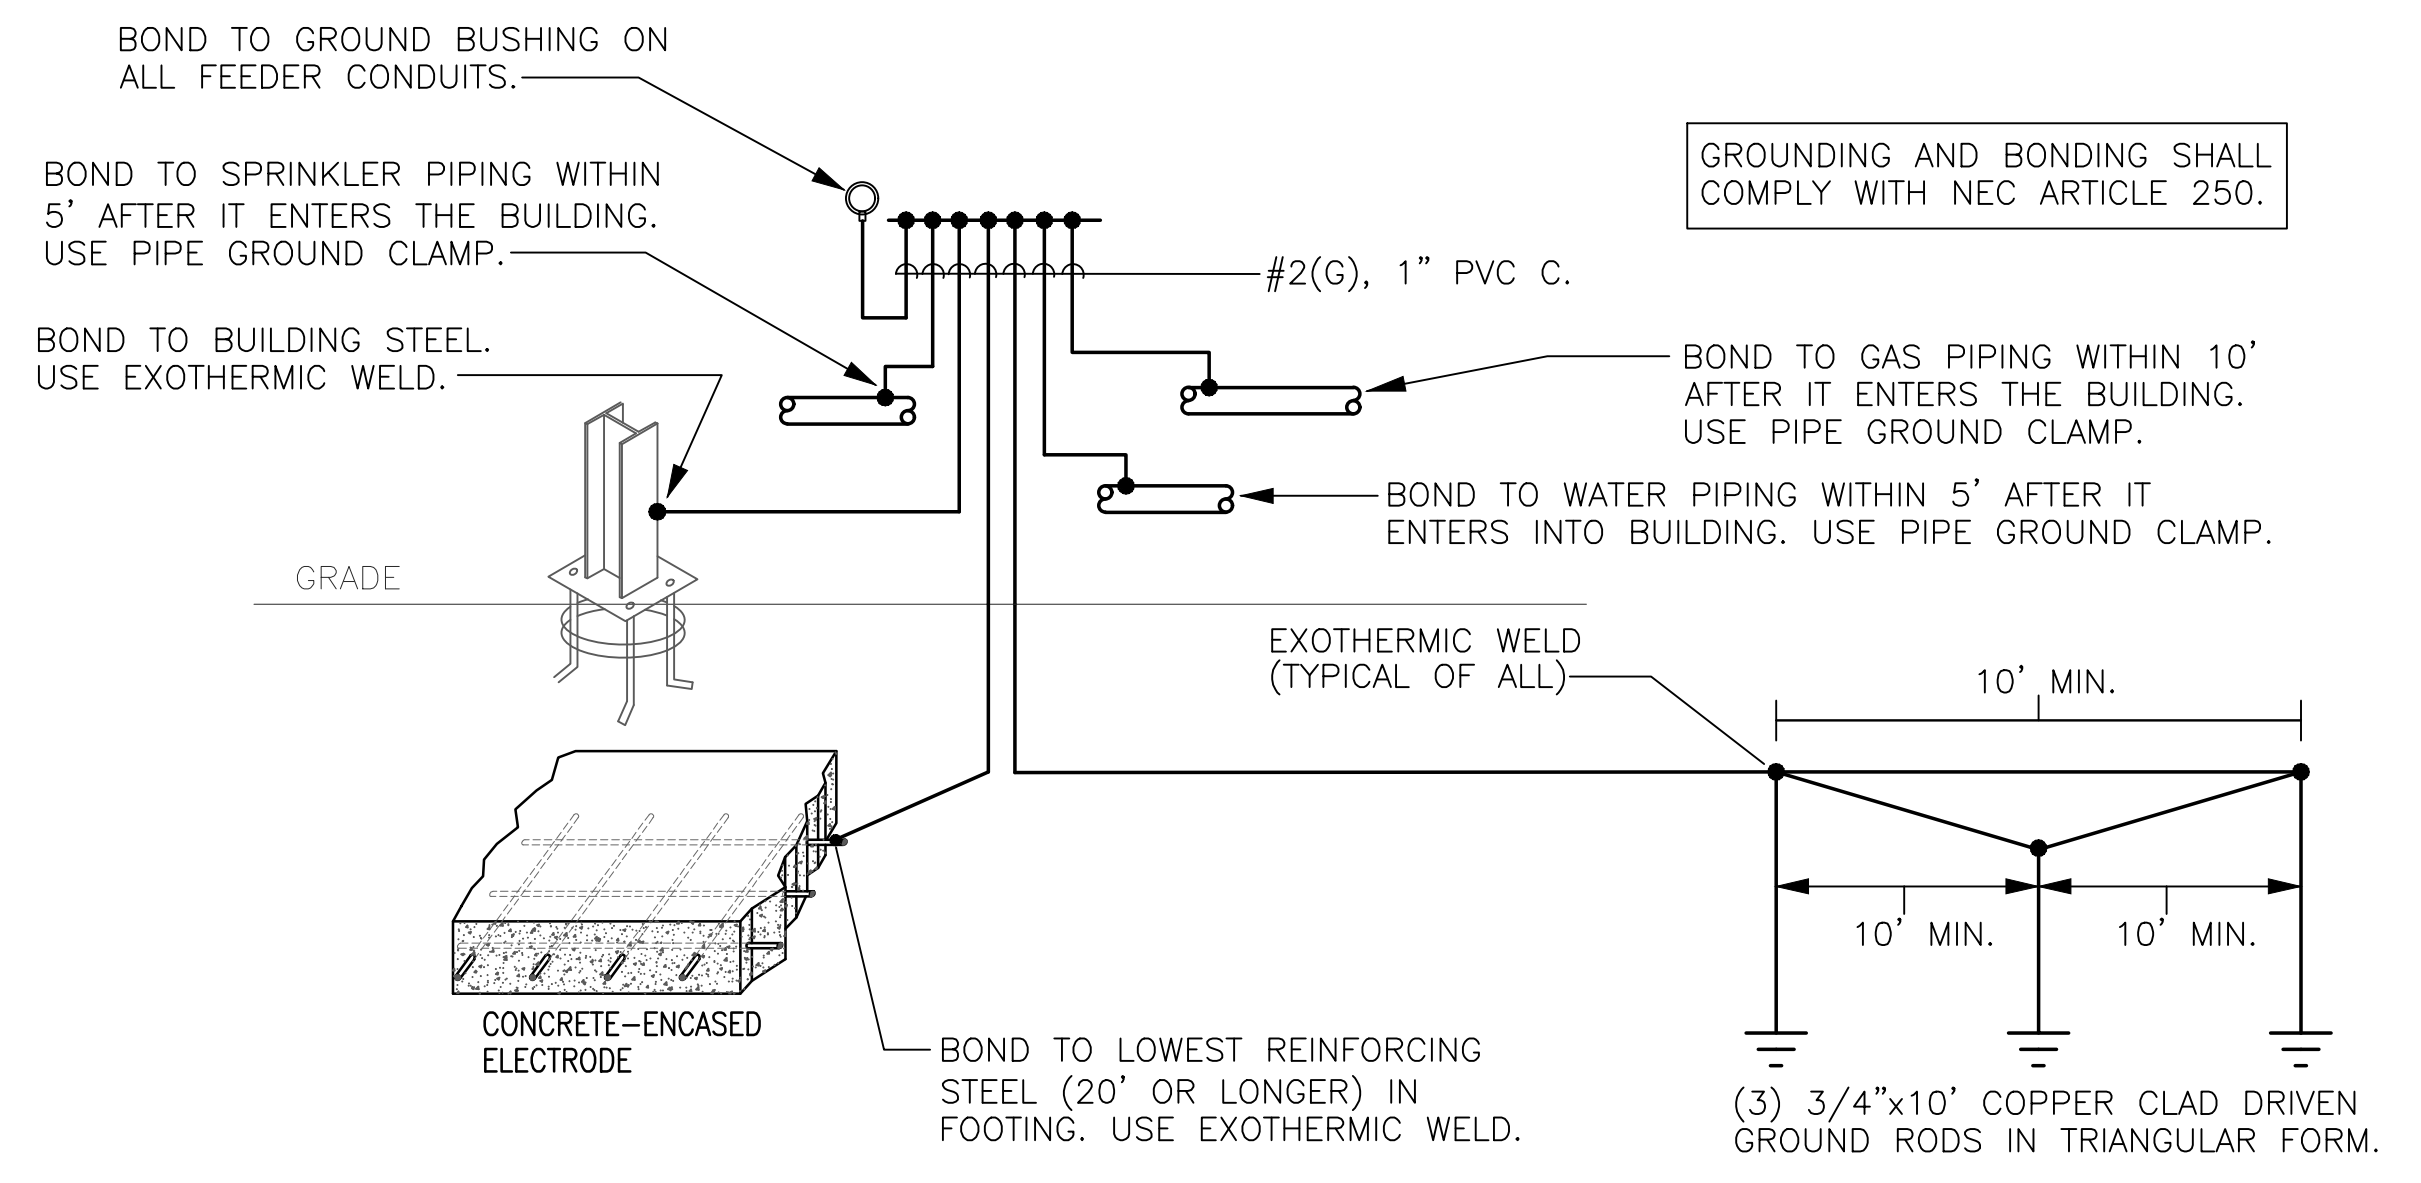 BOND TO GROUND BUSHING ON
ALL FEEDER CONDUITS.
BOND TO SPRINKLER PIPING WITHIN
5' AFTER IT ENTERS THE BUILDING.
USE PIPE GROUND CLAMP.
BOND TO BUILDING STEEL.
USE EXOTHERMIC WELD.
GRADE
GROUNDING AND BONDING SHALL
COMPLY WITH NEC ARTICLE 250.
#2(G), 1" PVC C.
BOND TO GAS PIPING WITHIN 10'
AFTER IT ENTERS THE BUILDING.
USE PIPE GROUND CLAMP.
BOND TO WATER PIPING WITHIN 5' AFTER IT
ENTERS INTO BUILDING. USE PIPE GROUND CLAMP.
EXOTHERMIC WELD
(TYPICAL OF ALL)
10' MIN.
10' MIN.
10' MIN.
CONCRETE-ENCASED
ELECTRODE
BOND TO LOWEST REINFORCING
STEEL (20' OR LONGER) IN
FOOTING. USE EXOTHERMIC WELD.
(3) 3/4"x10' COPPER CLAD DRIVEN
GROUND RODS IN TRIANGULAR FORM.